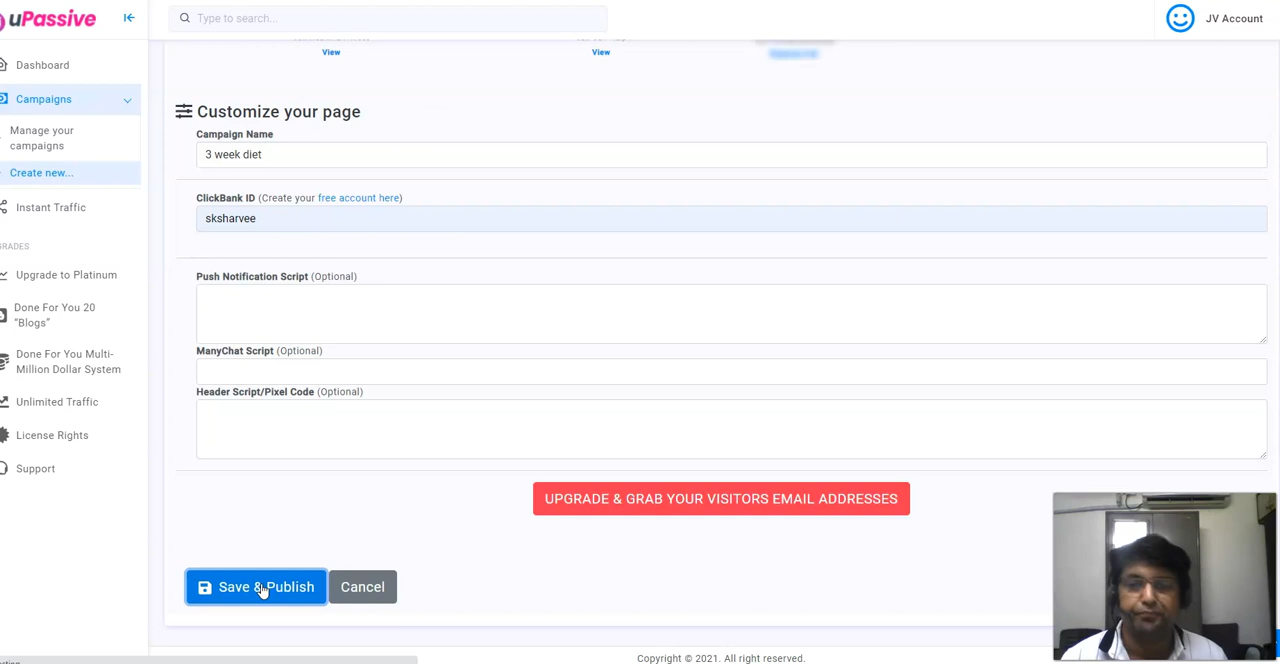 uPassive
Type to search...
JV Account
Dashboard
View
View
Campaigns
Customize your page
Campaign Name
Manage your
campaigns
3 week diet
Create new...
ClickBank ID (Create your free account here)
Instant Traffic
sksharvee
Upgrade to Platinum
Push Notification Script (Optional)
Done For You 20
"Blogs"
ManyChat Script (Optional)
Done For You Multi-
Million Dollar System
Header Script/Pixel Code (Optional)
Unlimited Traffic
License Rights
Support
UPGRADE & GRAB YOUR VISITORS EMAIL ADDRESSES
Save & Publish
Cancel
Copyright © 2021. All right reserved.